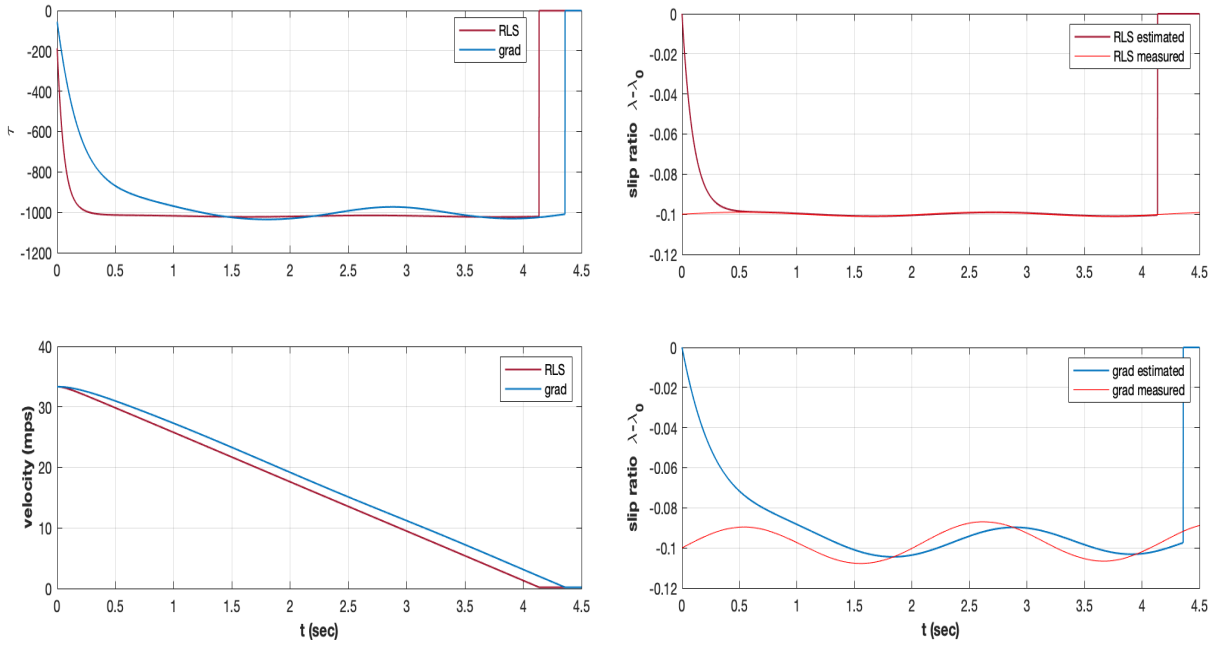 0
-200
-400
-600
-800
-1000
-1200
τ
RLS
grad
0 0.5 1 1.5 2 2.5 3 3.5 4 4.5
0
-0.02
-0.04
-0.06
-0.08
-0.1
-0.12
slip ratio λ-λ0
RLS estimated
RLS measured
0 0.5 1 1.5 2 2.5 3 3.5 4 4.5
40
30
20
10
0
velocity (mps)
RLS
grad
0 0.5 1 1.5 2 2.5 3 3.5 4 4.5
t (sec)
0
-0.02
-0.04
-0.06
-0.08
-0.1
-0.12
slip ratio λ-λ0
grad estimated
grad measured
0 0.5 1 1.5 2 2.5 3 3.5 4 4.5
t (sec)